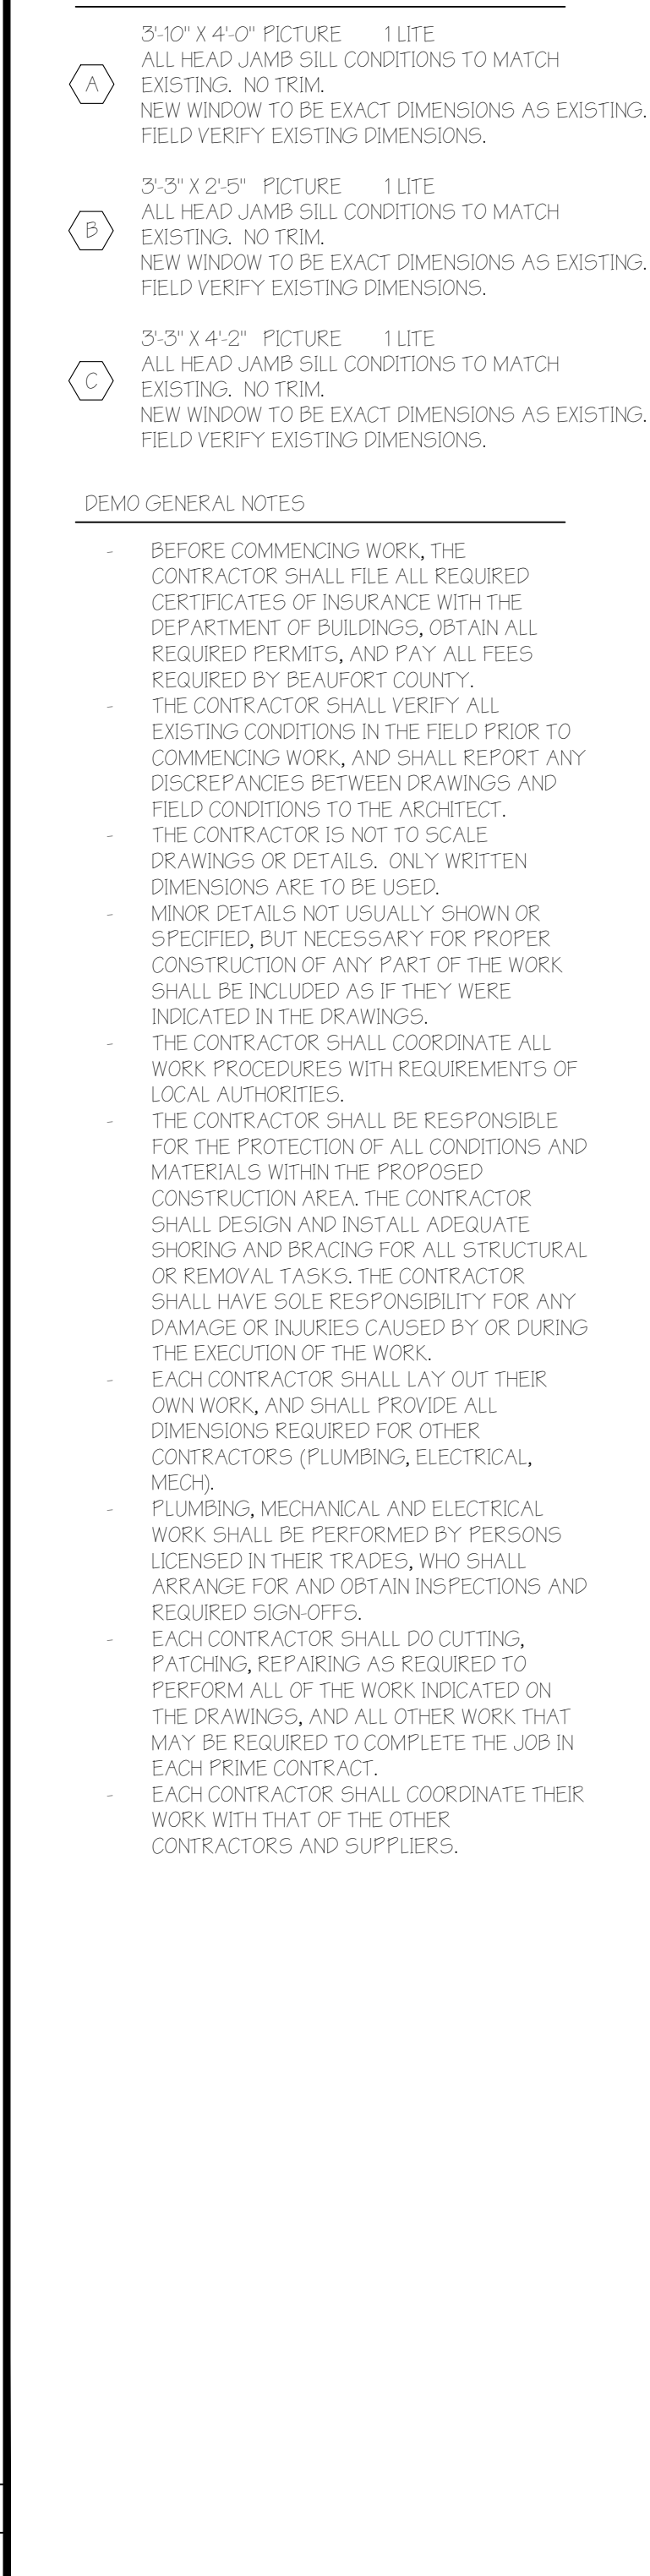 3'-10" X 4'-0" PICTURE 1 LITE
ALL HEAD JAMB SILL CONDITIONS TO MATCH
A
EXISTING. NO TRIM.
NEW WINDOW TO BE EXACT DIMENSIONS AS EXISTING.
FIELD VERIFY EXISTING DIMENSIONS.
3'-3" X 2'-5" PICTURE 1 LITE
ALL HEAD JAMB SILL CONDITIONS TO MATCH
B
EXISTING. NO TRIM.
NEW WINDOW TO BE EXACT DIMENSIONS AS EXISTING.
FIELD VERIFY EXISTING DIMENSIONS.
3'-3" X 4'-2" PICTURE 1 LITE
ALL HEAD JAMB SILL CONDITIONS TO MATCH
C
EXISTING. NO TRIM.
NEW WINDOW TO BE EXACT DIMENSIONS AS EXISTING.
FIELD VERIFY EXISTING DIMENSIONS.
DEMO GENERAL NOTES
- BEFORE COMMENCING WORK, THE
CONTRACTOR SHALL FILE ALL REQUIRED
CERTIFICATES OF INSURANCE WITH THE
DEPARTMENT OF BUILDINGS, OBTAIN ALL
REQUIRED PERMITS, AND PAY ALL FEES
REQUIRED BY BEAUFORT COUNTY.
- THE CONTRACTOR SHALL VERIFY ALL
EXISTING CONDITIONS IN THE FIELD PRIOR TO
COMMENCING WORK, AND SHALL REPORT ANY
DISCREPANCIES BETWEEN DRAWINGS AND
FIELD CONDITIONS TO THE ARCHITECT.
- THE CONTRACTOR IS NOT TO SCALE
DRAWINGS OR DETAILS. ONLY WRITTEN
DIMENSIONS ARE TO BE USED.
- MINOR DETAILS NOT USUALLY SHOWN OR
SPECIFIED, BUT NECESSARY FOR PROPER
CONSTRUCTION OF ANY PART OF THE WORK
SHALL BE INCLUDED AS IF THEY WERE
INDICATED IN THE DRAWINGS.
- THE CONTRACTOR SHALL COORDINATE ALL
WORK PROCEDURES WITH REQUIREMENTS OF
LOCAL AUTHORITIES.
- THE CONTRACTOR SHALL BE RESPONSIBLE
FOR THE PROTECTION OF ALL CONDITIONS AND
MATERIALS WITHIN THE PROPOSED
CONSTRUCTION AREA. THE CONTRACTOR
SHALL DESIGN AND INSTALL ADEQUATE
SHORING AND BRACING FOR ALL STRUCTURAL
OR REMOVAL TASKS. THE CONTRACTOR
SHALL HAVE SOLE RESPONSIBILITY FOR ANY
DAMAGE OR INJURIES CAUSED BY OR DURING
THE EXECUTION OF THE WORK.
- EACH CONTRACTOR SHALL LAY OUT THEIR
OWN WORK, AND SHALL PROVIDE ALL
DIMENSIONS REQUIRED FOR OTHER
CONTRACTORS (PLUMBING, ELECTRICAL,
MECH).
- PLUMBING, MECHANICAL AND ELECTRICAL
WORK SHALL BE PERFORMED BY PERSONS
LICENSED IN THEIR TRADES, WHO SHALL
ARRANGE FOR AND OBTAIN INSPECTIONS AND
REQUIRED SIGN-OFFS.
- EACH CONTRACTOR SHALL DO CUTTING,
PATCHING, REPAIRING AS REQUIRED TO
PERFORM ALL OF THE WORK INDICATED ON
THE DRAWINGS, AND ALL OTHER WORK THAT
MAY BE REQUIRED TO COMPLETE THE JOB IN
EACH PRIME CONTRACT.
- EACH CONTRACTOR SHALL COORDINATE THEIR
WORK WITH THAT OF THE OTHER
CONTRACTORS AND SUPPLIERS.